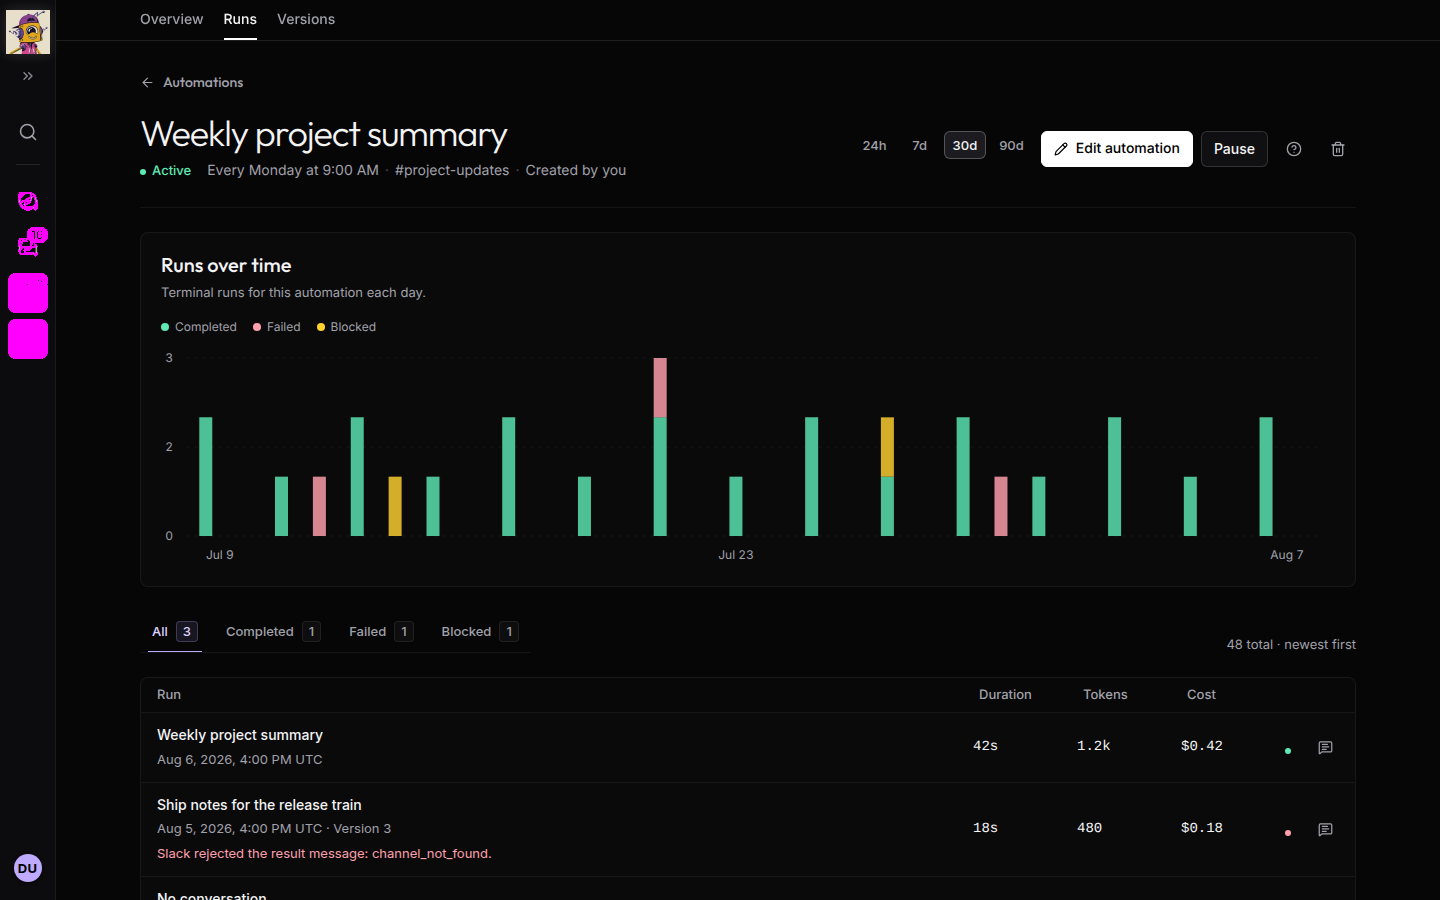 Overview Runs Versions
Automations
Weekly project summary
Active Every Monday at 9:00 AM · #project-updates · Created by you
24h 7d 30d 90d Edit automation Pause
Runs over time
Terminal runs for this automation each day.
Completed Failed Blocked
3
2
0
Jul 9 Jul 23 Aug 7
All 3 Completed 1 Failed 1 Blocked 1
48 total · newest first
Run Duration Tokens Cost
Weekly project summary
Aug 6, 2026, 4:00 PM UTC
42s 1.2k $0.42
Ship notes for the release train
Aug 5, 2026, 4:00 PM UTC · Version 3
18s 480 $0.18
Slack rejected the result message: channel_not_found.
No conversation
DU